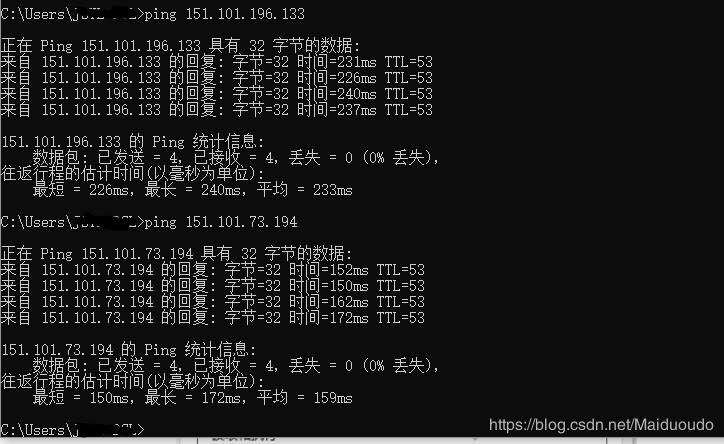 C:\Users\ >ping 151.101.196.133
正在 Ping 151.101.196.133 具有 32 字节的数据:
来自 151.101.196.133 的回复: 字节=32 时间=231ms TTL=53
来自 151.101.196.133 的回复: 字节=32 时间=226ms TTL=53
来自 151.101.196.133 的回复: 字节=32 时间=240ms TTL=53
来自 151.101.196.133 的回复: 字节=32 时间=237ms TTL=53
151.101.196.133 的 Ping 统计信息:
数据包: 已发送 = 4，已接收 = 4，丢失 = 0 (0% 丢失)，
往返行程的估计时间(以毫秒为单位):
最短 = 226ms，最长 = 240ms，平均 = 233ms
C:\Users\ >ping 151.101.73.194
正在 Ping 151.101.73.194 具有 32 字节的数据:
来自 151.101.73.194 的回复: 字节=32 时间=152ms TTL=53
来自 151.101.73.194 的回复: 字节=32 时间=150ms TTL=53
来自 151.101.73.194 的回复: 字节=32 时间=162ms TTL=53
来自 151.101.73.194 的回复: 字节=32 时间=172ms TTL=53
151.101.73.194 的 Ping 统计信息:
数据包: 已发送 = 4，已接收 = 4，丢失 = 0 (0% 丢失)，
往返行程的估计时间(以毫秒为单位):
最短 = 150ms，最长 = 172ms，平均 = 159ms
C:\Users\ >
https://blog.csdn.net/Maiduoudo